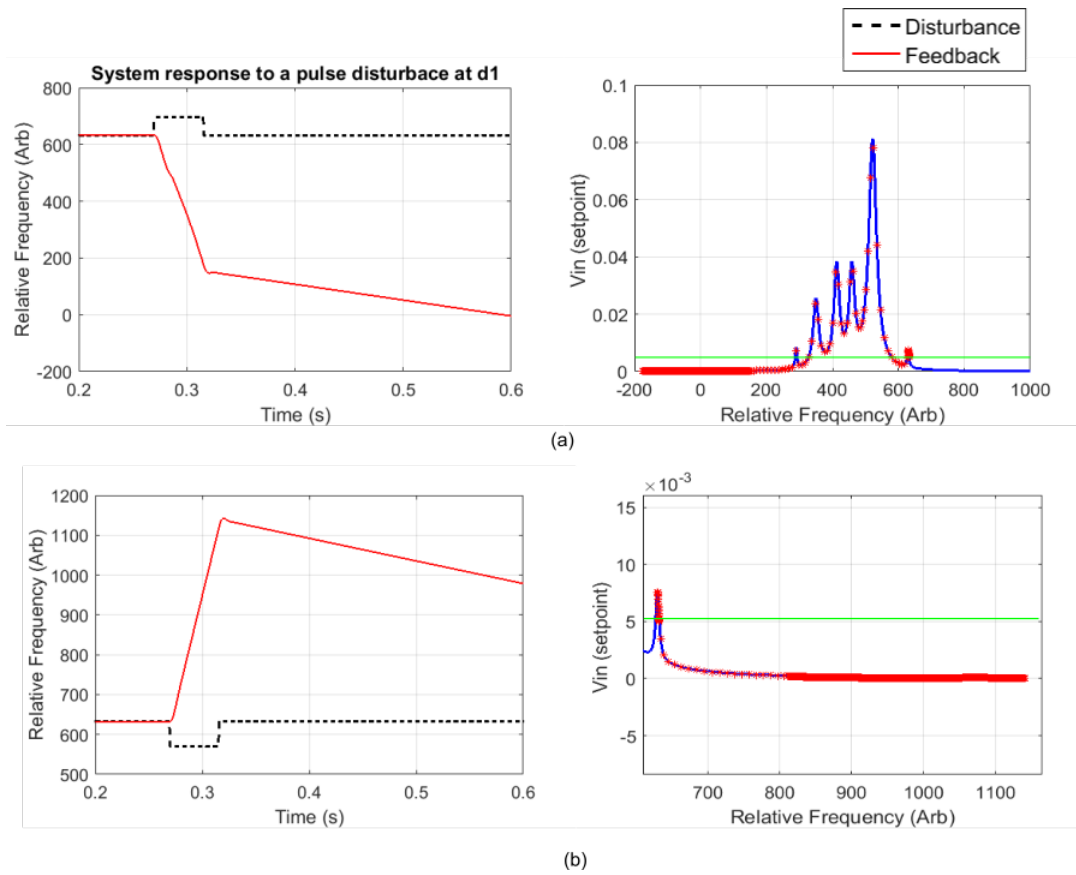 Disturbance
Feedback
System response to a pulse disturbace at d1
Relative Frequency (Arb)
800
600
400
200
0
-200
0.2 0.3 0.4 0.5 0.6
Time (s)
Vin (setpoint)
0.1
0.08
0.06
0.04
0.02
0
-200 0 200 400 600 800 1000
Relative Frequency (Arb)
(a)
Relative Frequency (Arb)
1200
1100
1000
900
800
700
600
500
0.2 0.3 0.4 0.5 0.6
Time (s)
×10-3
Vin (setpoint)
15
10
5
0
-5
700 800 900 1000 1100
Relative Frequency (Arb)
(b)